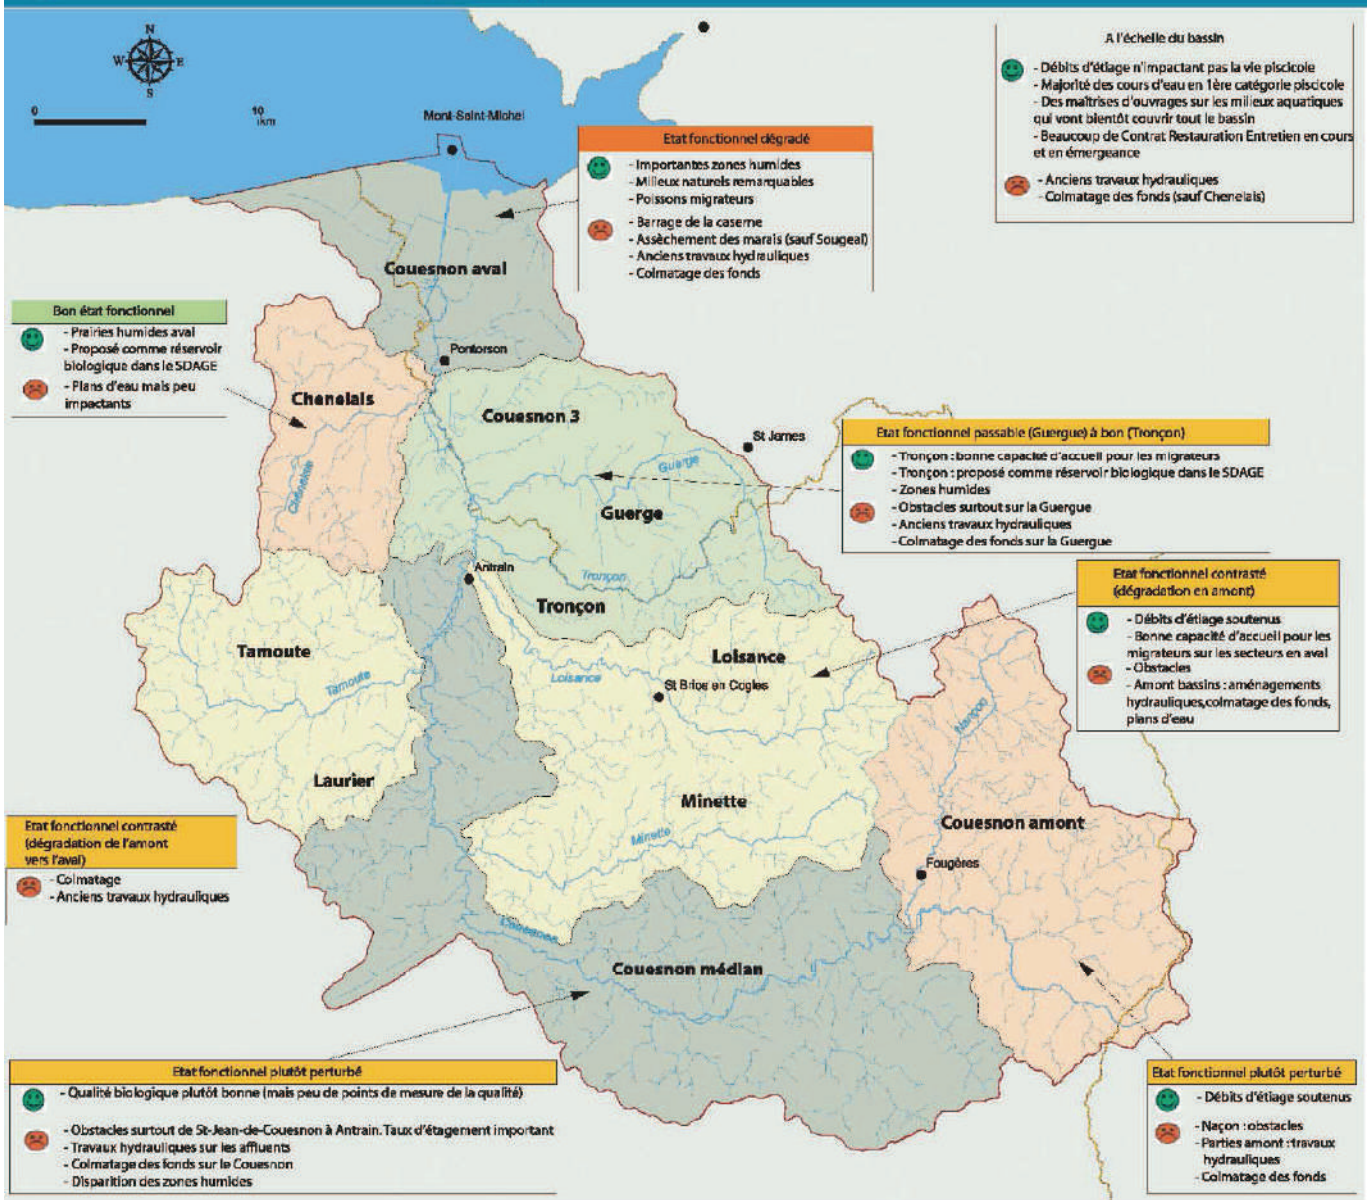 N
W E
S
0 10
km
Mont-Saint-Michel
A l'échelle du bassin
- Débits d'étiage n'impactant pas la vie piscicole
- Majorité des cours d'eau en 1ère catégorie piscicole
- Des maîtrises d'ouvrages sur les milieux aquatiques
qui vont bientôt couvrir tout le bassin
- Beaucoup de Contrat Restauration Entretien en cours
et en émergeance
- Anciens travaux hydrauliques
- Colmatage des fonds (sauf Chenelais)
Etat fonctionnel dégradé
- Importantes zones humides
- Milieux naturels remarquables
- Poissons migrateurs
- Barrage de la caserne
- Assèchement des marais (sauf Sougeal)
- Anciens travaux hydrauliques
- Colmatage des fonds
Couesnon aval
Bon état fonctionnel
- Prairies humides aval
- Proposé comme réservoir
biologique dans le SDAGE
- Plans d'eau mais peu
impactants
Pontorson
Chenelais
Couesnon 3
St James
Etat fonctionnel passable (Guergue) à bon (Tronçon)
- Tronçon : bonne capacité d'accueil pour les migrateurs
- Tronçon : proposé comme réservoir biologique dans le SDAGE
- Zones humides
- Obstacles surtout sur la Guergue
- Anciens travaux hydrauliques
- Colmatage des fonds sur la Guergue
Guerge
Guerge
Antrain
Tronçon
Tronçon
Etat fonctionnel contrasté
(dégradation en amont)
- Débits d'étiage soutenus
- Bonne capacité d'accueil pour les
migrateurs sur les secteurs en aval
- Obstacles
- Amont bassins : aménagements
hydrauliques,colmatage des fonds,
plans d'eau
Tamoute
Tamoute
Loisance
Loisance
St Brice en Cogles
Nançon
Laurier
Minette
Minette
Couesnon amont
Fougères
Etat fonctionnel contrasté
(dégradation de l'amont
vers l'aval)
- Colmatage
- Anciens travaux hydrauliques
Couesnon
Couesnon médian
Etat fonctionnel plutôt perturbé
- Qualité biologique plutôt bonne (mais peu de points de mesure de la qualité)
- Obstacles surtout de St-Jean-de-Couesnon à Antrain. Taux d'étagement important
- Travaux hydrauliques sur les affluents
- Colmatage des fonds sur le Couesnon
- Disparition des zones humides
Etat fonctionnel plutôt perturbé
- Débits d'étiage soutenus
- Naçon : obstacles
- Parties amont : travaux
hydrauliques
- Colmatage des fonds